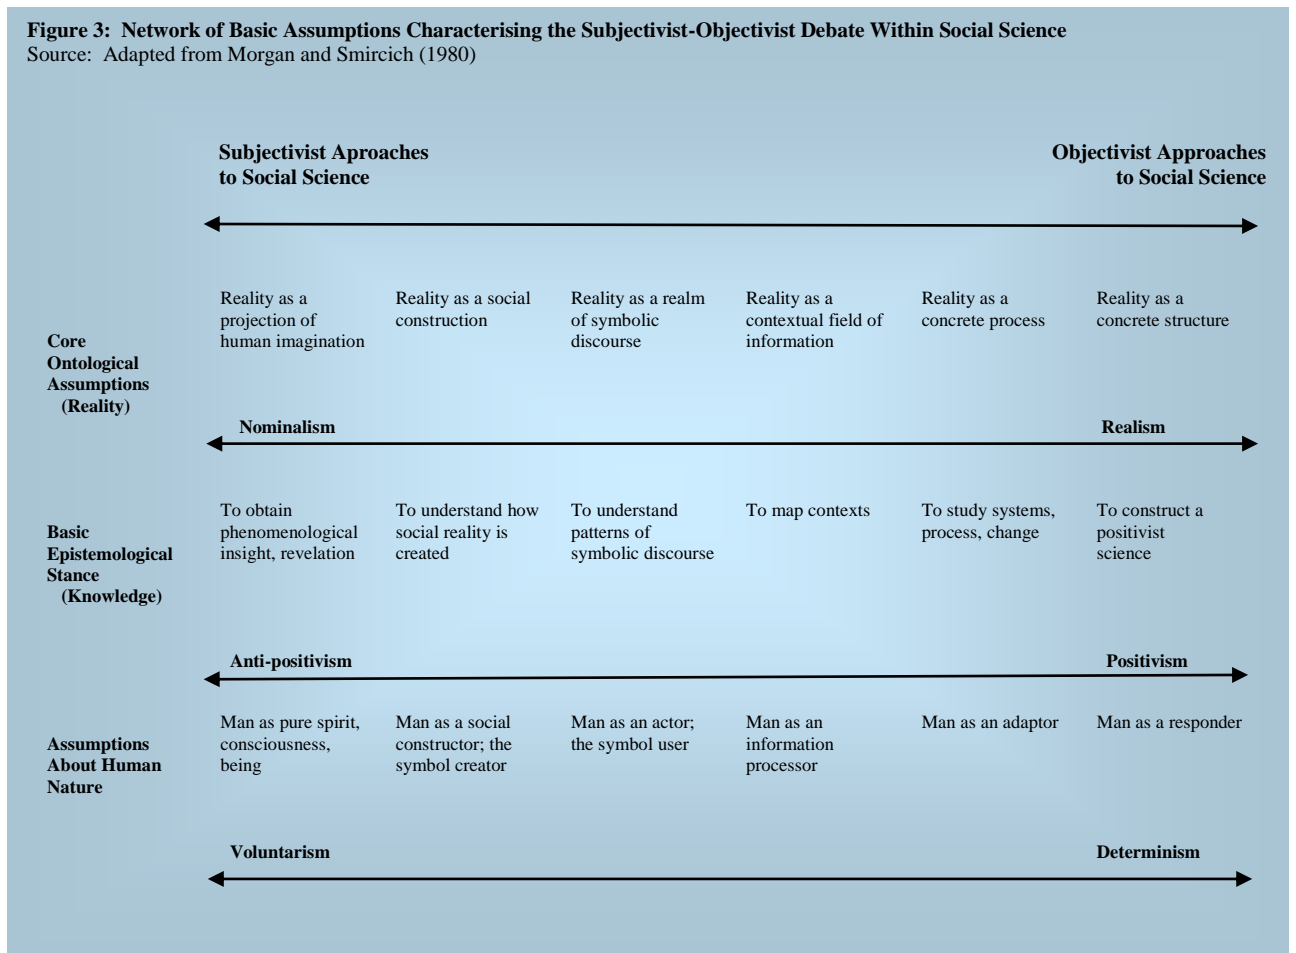 Figure 3:  Network of Basic Assumptions Characterising the Subjectivist-Objectivist Debate Within Social Science
Source:  Adapted from Morgan and Smircich (1980)
Subjectivist Aproaches
to Social Science
Objectivist Approaches
to Social Science
Core
Ontological
Assumptions
(Reality)
Reality as a
projection of
human imagination
Reality as a social
construction
Reality as a realm
of symbolic
discourse
Reality as a
contextual field of
information
Reality as a
concrete process
Reality as a
concrete structure
Nominalism
Realism
Basic
Epistemological
Stance
(Knowledge)
To obtain
phenomenological
insight, revelation
To understand how
social reality is
created
To understand
patterns of
symbolic discourse
To map contexts
To study systems,
process, change
To construct a
positivist
science
Anti-positivism
Positivism
Assumptions
About Human
Nature
Man as pure spirit,
consciousness,
being
Man as a social
constructor; the
symbol creator
Man as an actor;
the symbol user
Man as an
information
processor
Man as an adaptor
Man as a responder
Voluntarism
Determinism